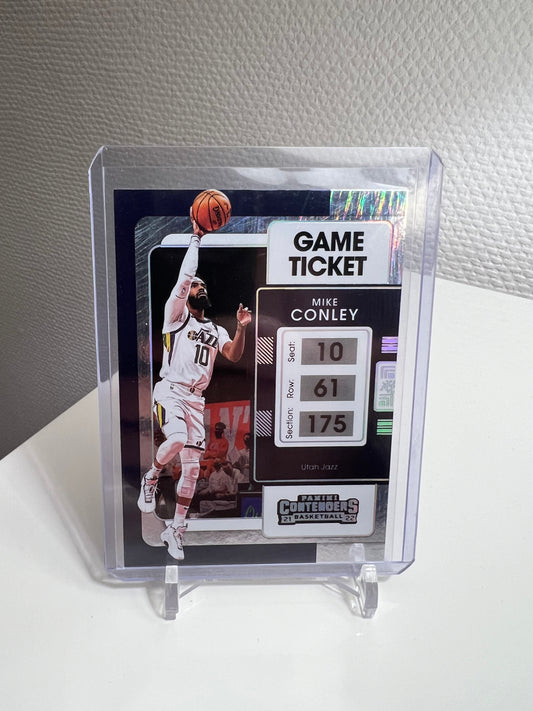 GAME
TICKET
MIKE
CONLEY
Seat: 10
Row: 61
Section: 175
Utah Jazz
PANINI
CONTENDERS
21 BASKETBALL 22
JAZZ
10